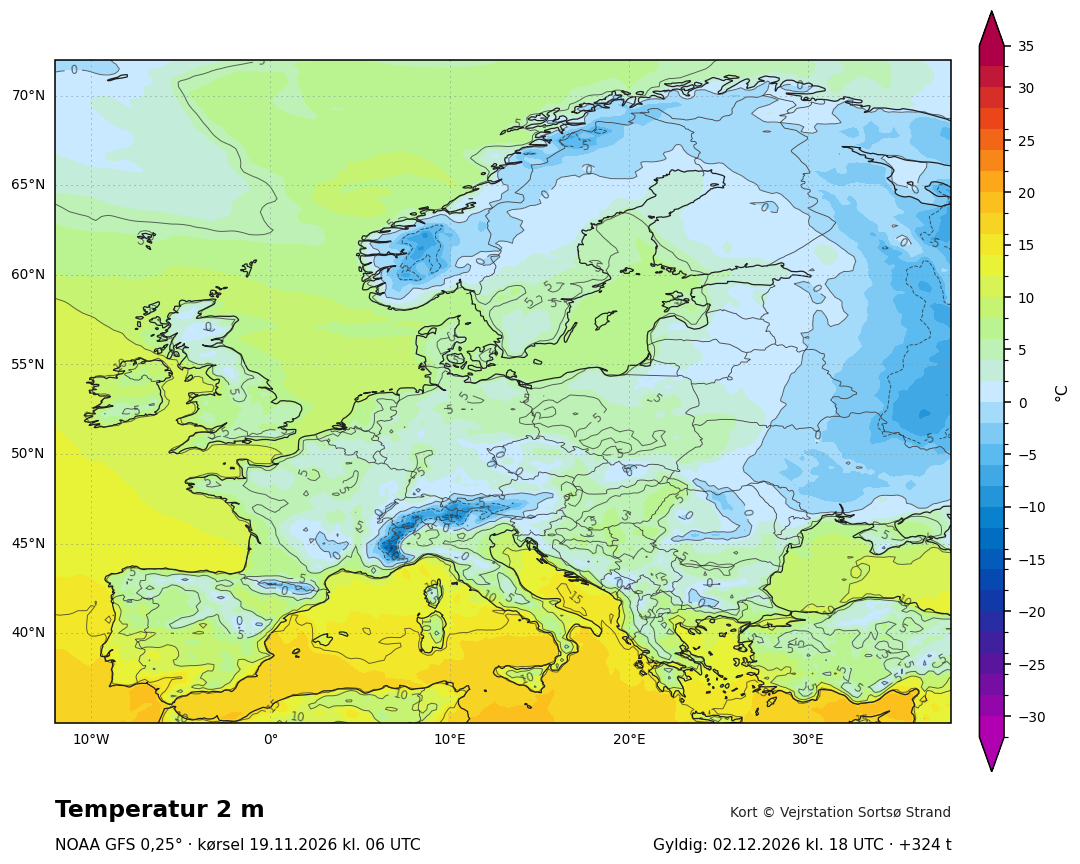 70°N
65°N
60°N
55°N
50°N
45°N
40°N
10°W
0°
10°E
20°E
30°E
35
30
25
20
15
10
5
0
−5
−10
−15
−20
−25
−30
°C
Temperatur 2 m
Kort © Vejrstation Sortsø Strand
NOAA GFS 0,25° · kørsel 19.11.2026 kl. 06 UTC
Gyldig: 02.12.2026 kl. 18 UTC · +324 t